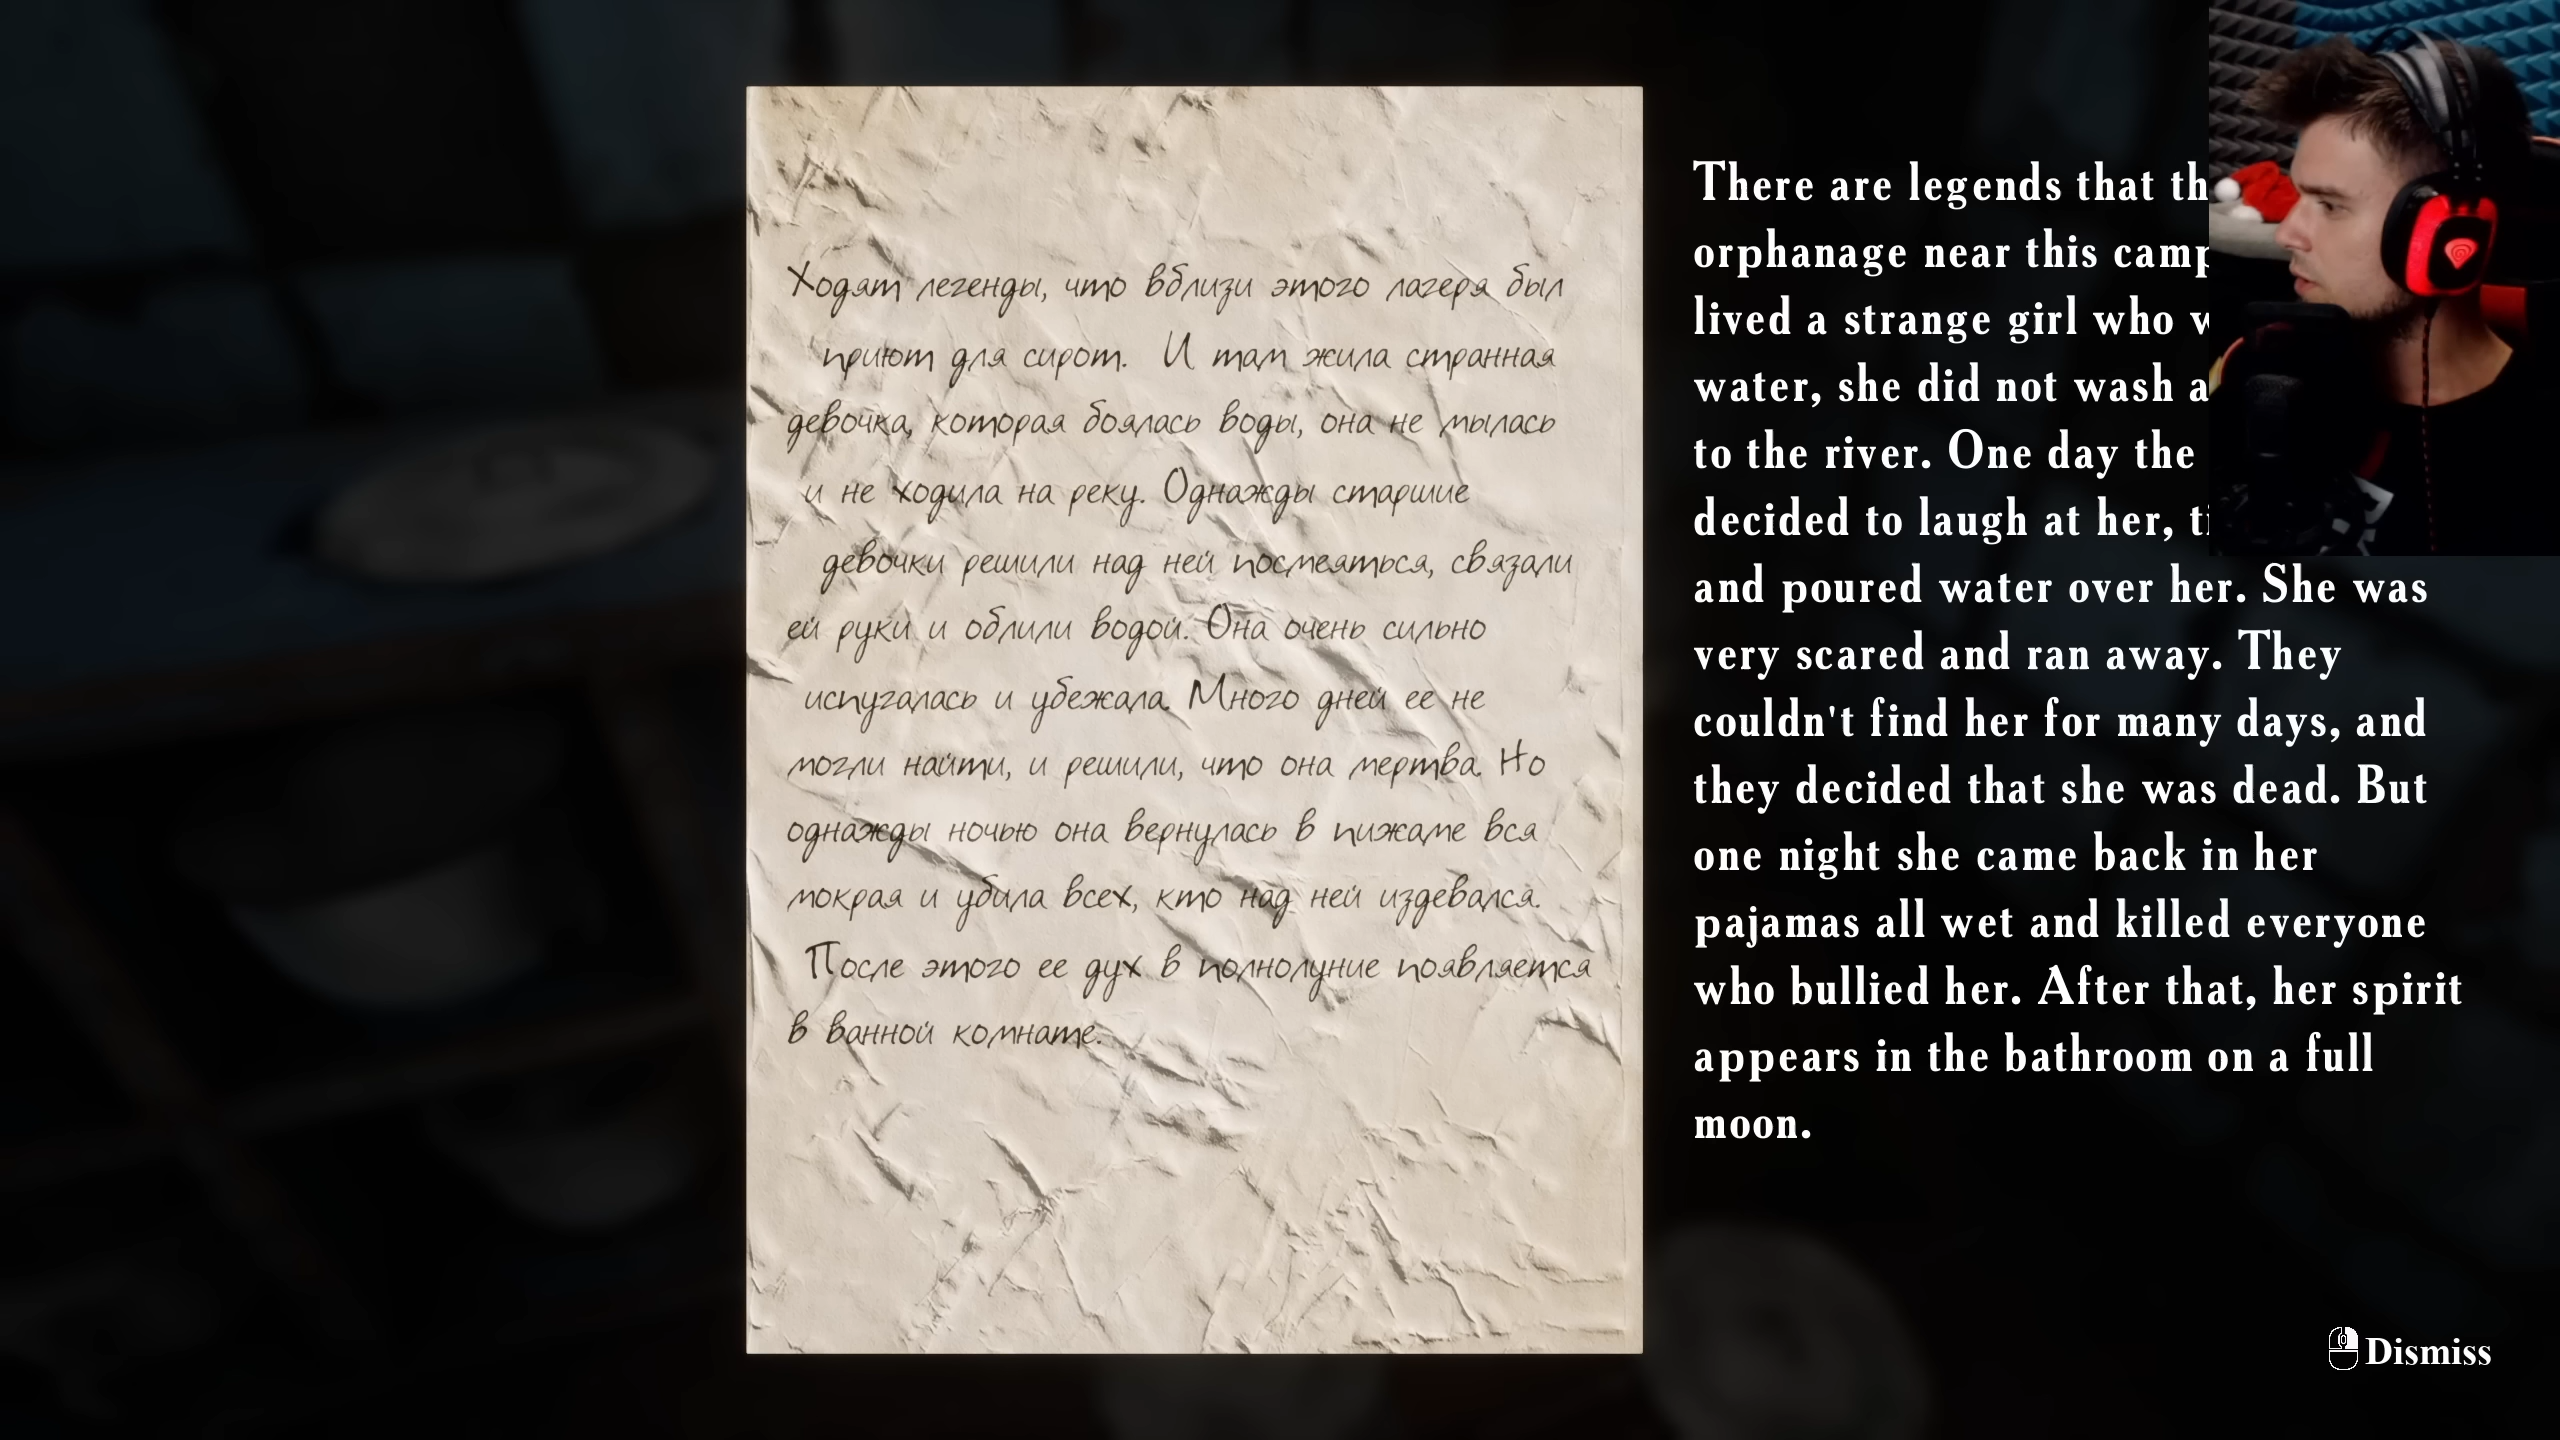 Ходят легенды, что вблизи этого лагеря был
приют для сирот. И там жила странная
девочка, которая боялась воды, она не мылась
и не ходила на реку. Однажды старшие
девочки решили над ней посмеяться, связали
ей руки и облили водой. Она очень сильно
испугалась и убежала. Много дней ее не
могли найти, и решили, что она мертва. Но
однажды ночью она вернулась в пижаме вся
мокрая и убила всех, кто над ней издевался.
После этого ее дух в полнолуние появляется
в ванной комнате.
There are legends that
orphanage near this camp
lived a strange girl who
water, she did not wash
to the river. One day the
decided to laugh at her,
and poured water over her. She was
very scared and ran away. They
couldn't find her for many days, and
they decided that she was dead. But
one night she came back in her
pajamas all wet and killed everyone
who bullied her. After that, her spirit
appears in the bathroom on a full
moon.
Dismiss